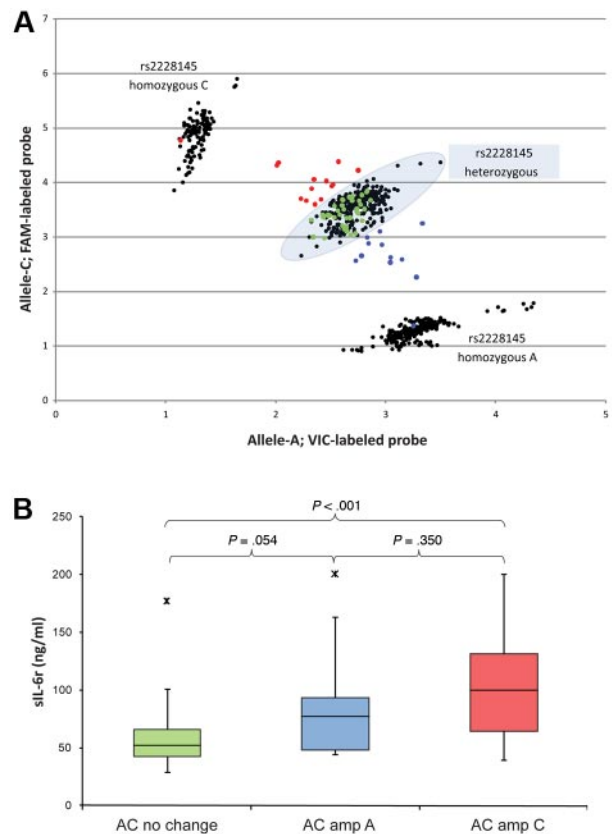 A
7
6
5
4
3
2
1
0
Allele-C; FAM-labeled probe
rs2228145
homozygous C
rs2228145
heterozygous
rs2228145
homozygous A
0 1 2 3 4 5
Allele-A; VIC-labeled probe
B
P < .001
P = .054 P = .350
250
200
150
100
50
0
sIL-6r (ng/ml)
AC no change AC amp A AC amp C